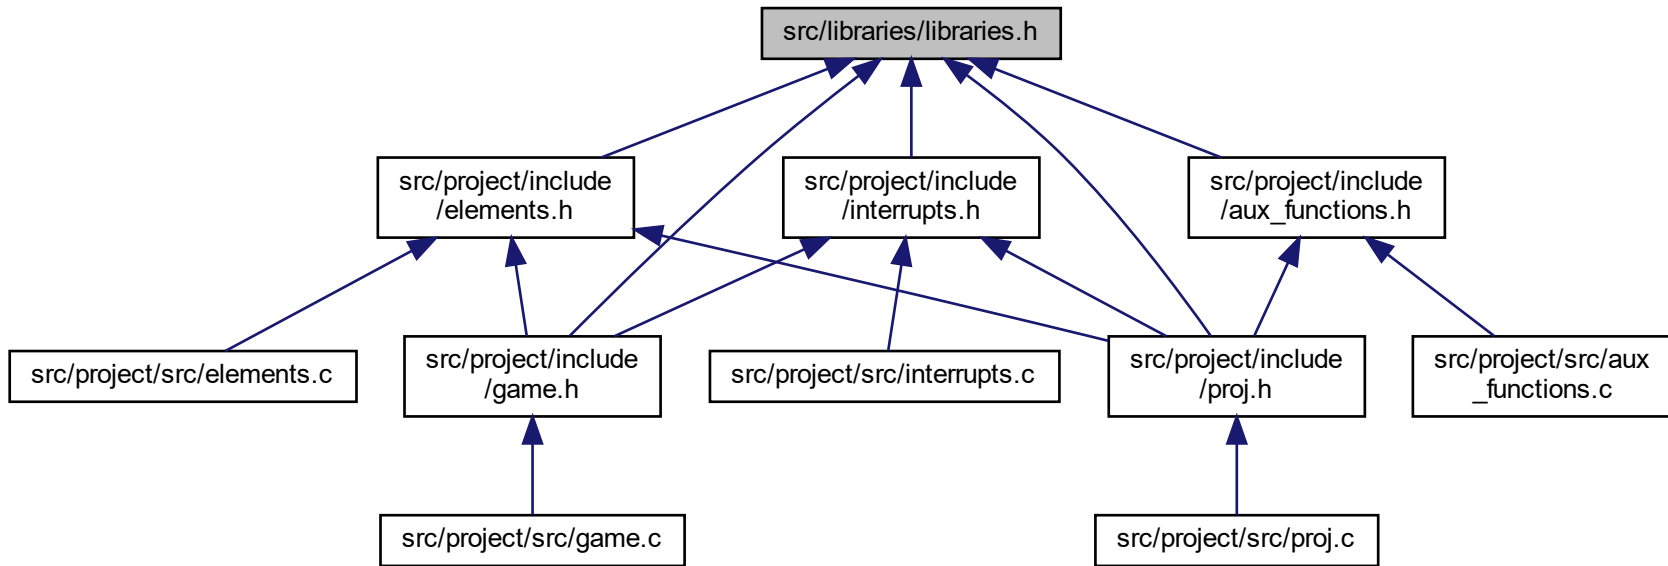 src/libraries/libraries.h
src/project/include
/elements.h
src/project/include
/interrupts.h
src/project/include
/aux_functions.h
src/project/src/elements.c
src/project/include
/game.h
src/project/src/interrupts.c
src/project/include
/proj.h
src/project/src/aux
_functions.c
src/project/src/game.c
src/project/src/proj.c